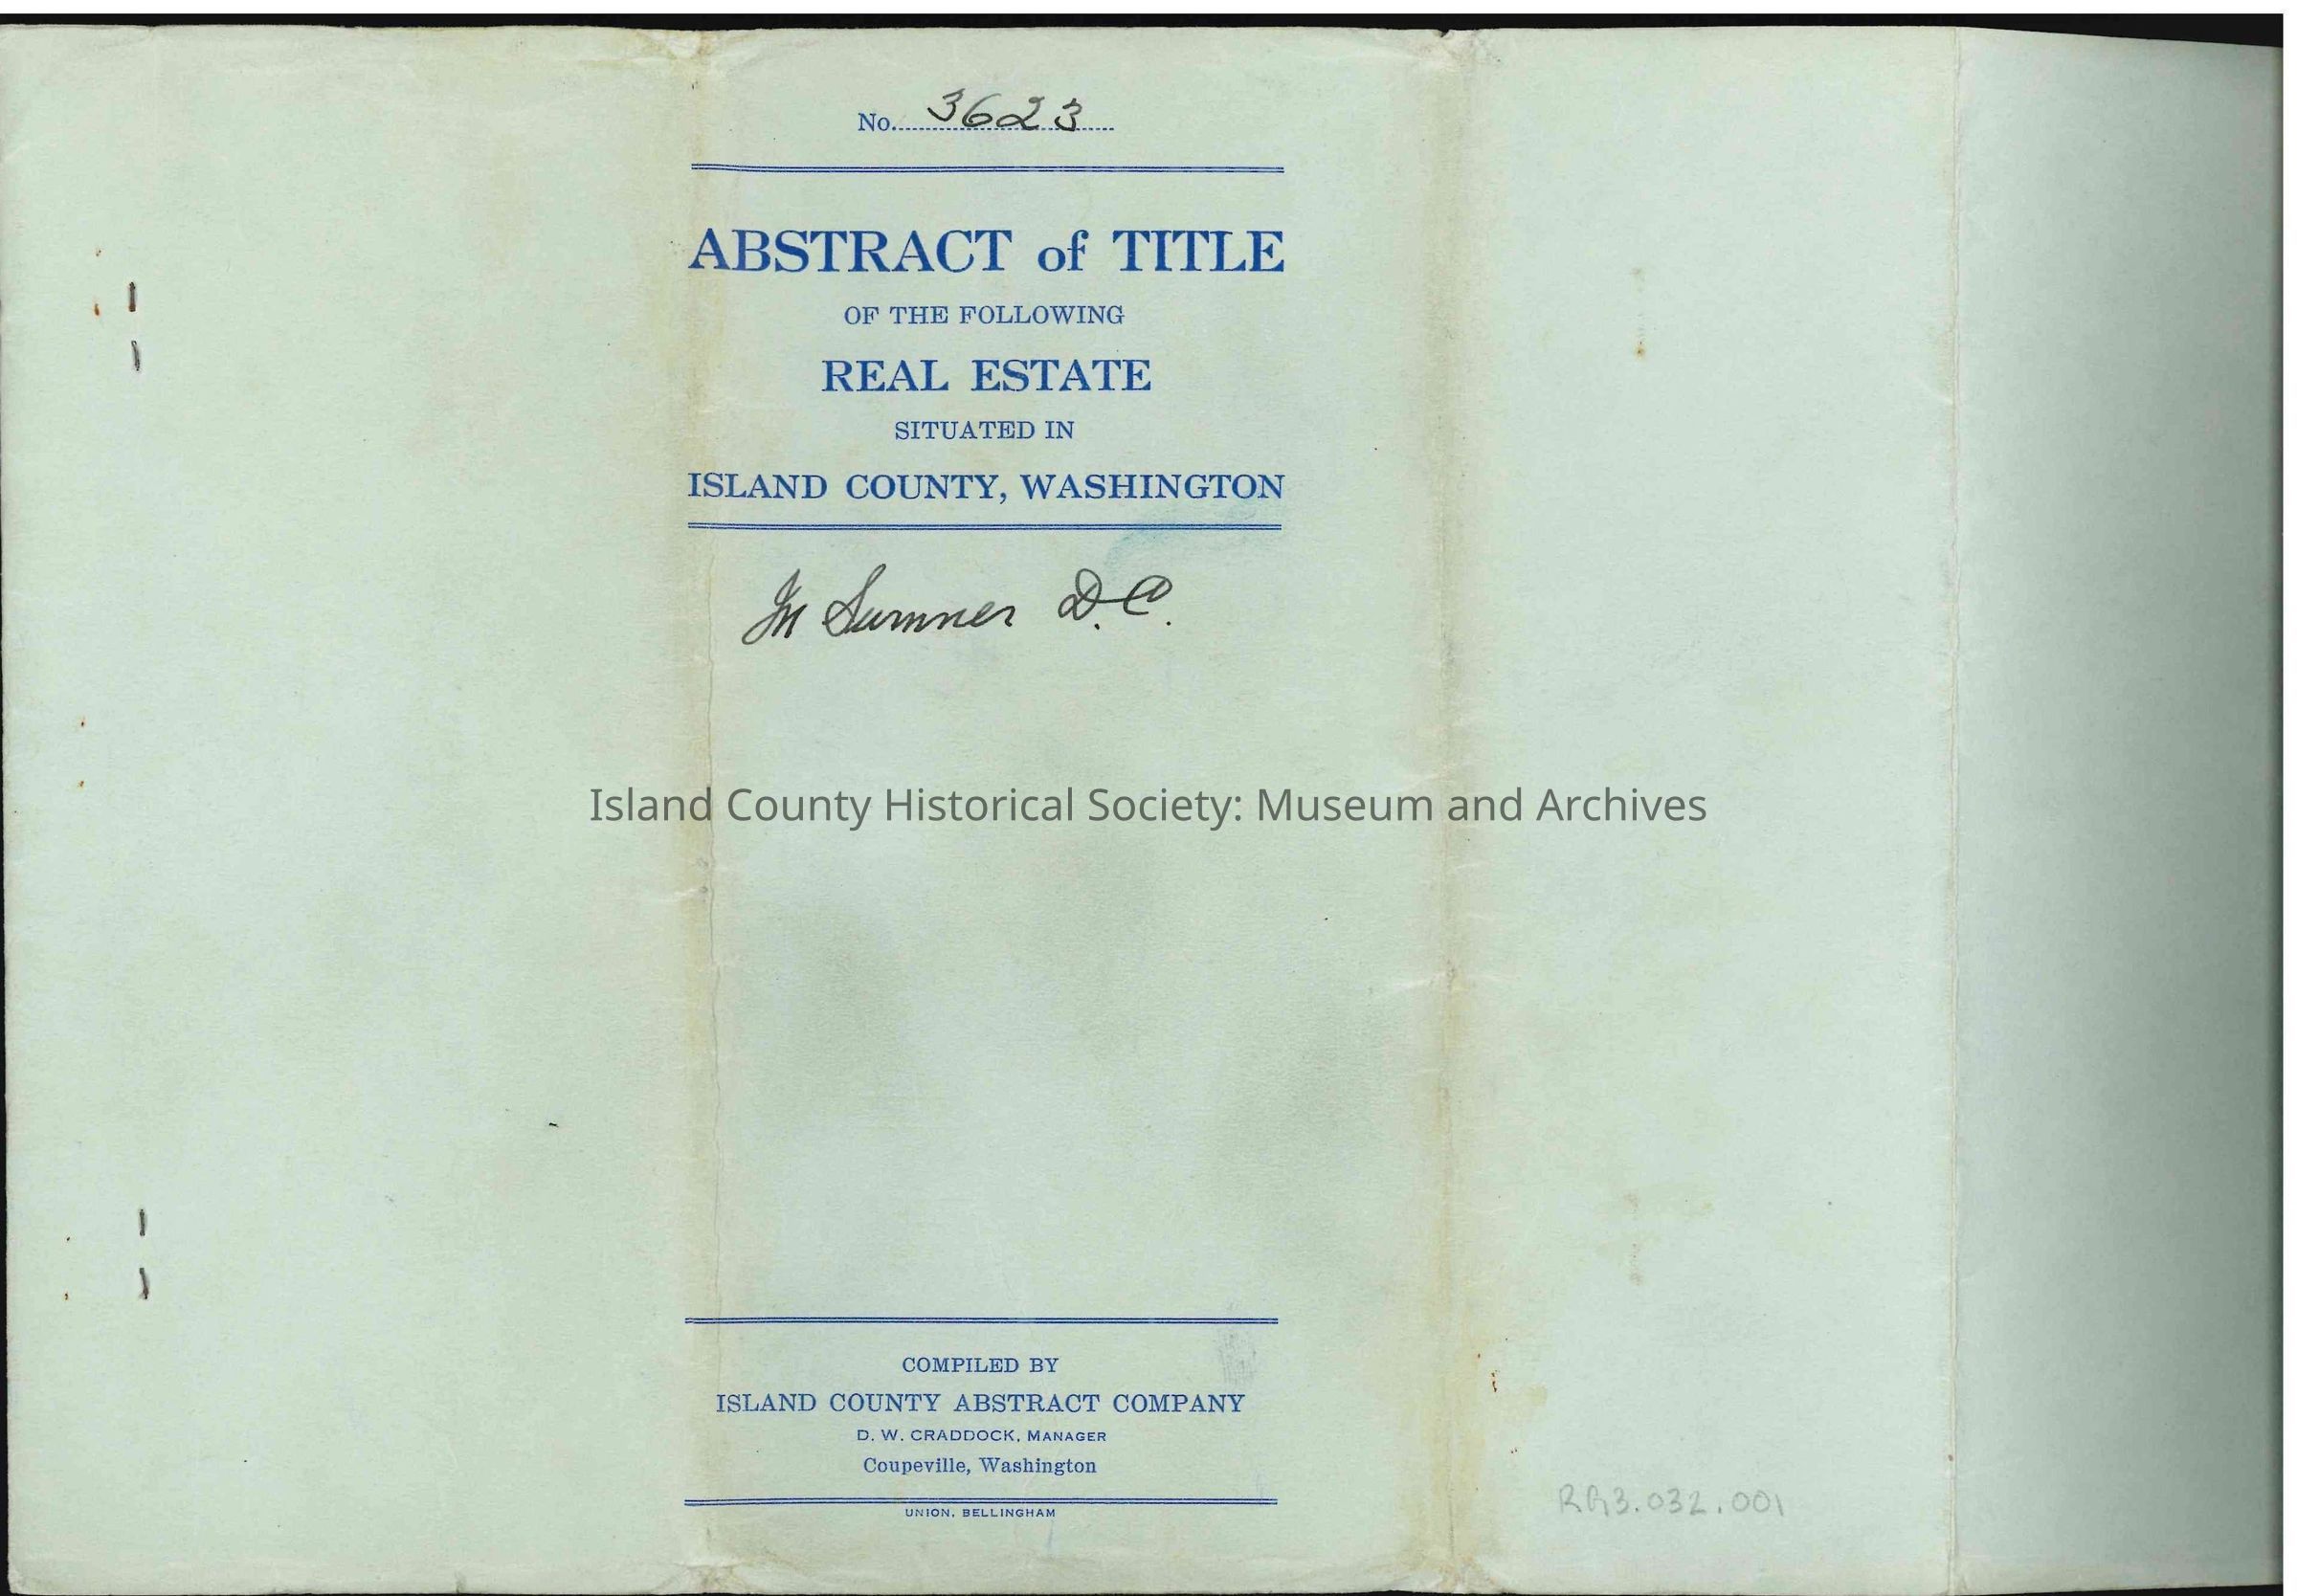 No. 3623
ABSTRACT of TITLE
OF THE FOLLOWING
REAL ESTATE
SITUATED IN
ISLAND COUNTY, WASHINGTON
In Sumner D.C.
Island County Historical Society: Museum and Archives
COMPILED BY
ISLAND COUNTY ABSTRACT COMPANY
D. W. CRADDOCK, MANAGER
Coupeville, Washington
UNION, BELLINGHAM
RG3.032.001